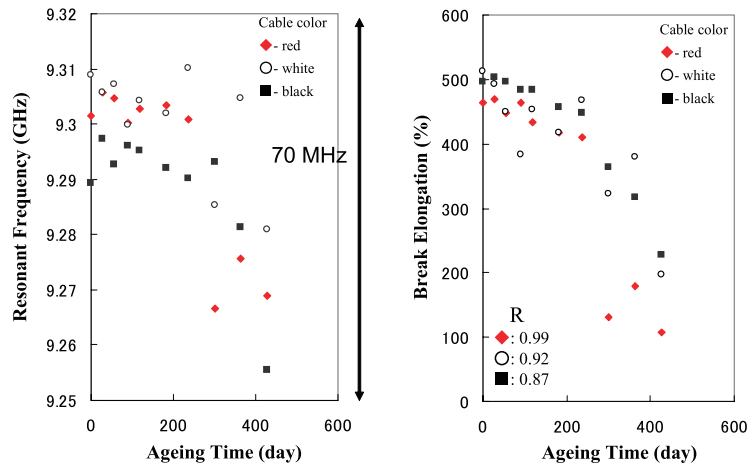 9.32
9.31
9.3
9.29
9.28
9.27
9.26
9.25
Resonant Frequency (GHz)
0
200
400
600
Ageing Time (day)
Cable color
- red
- white
- black
70 MHz
600
500
400
300
200
100
0
Break Elongation (%)
0
200
400
600
Ageing Time (day)
Cable color
- red
- white
- black
R
: 0.99
: 0.92
: 0.87